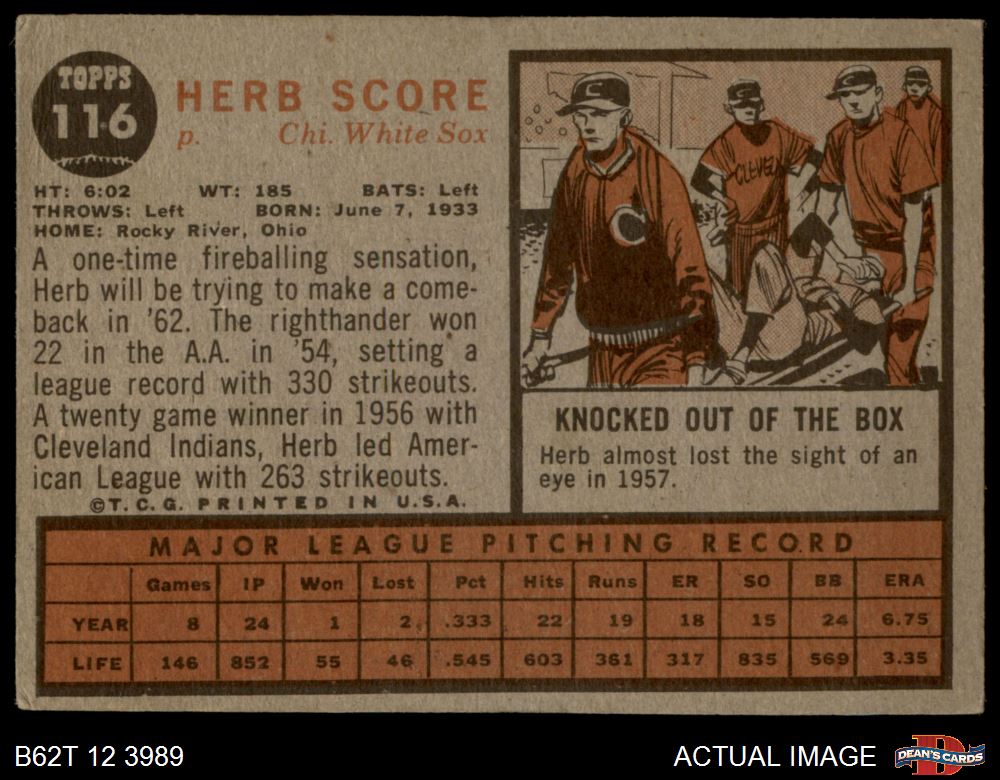 TOPPS
116
HERB SCORE
p. Chi. White Sox
HT: 6:02 WT: 185 BATS: Left
THROWS: Left BORN: June 7, 1933
HOME: Rocky River, Ohio
A one-time fireballing sensation,
Herb will be trying to make a come-
back in '62. The righthander won
22 in the A.A. in '54, setting a
league record with 330 strikeouts.
A twenty game winner in 1956 with
Cleveland Indians, Herb led Amer-
ican League with 263 strikeouts.
©T.C.G. PRINTED IN U.S.A.
C
C
CLEVE
KNOCKED OUT OF THE BOX
Herb almost lost the sight of an
eye in 1957.
MAJOR LEAGUE PITCHING RECORD
Games IP Won Lost Pct Hits Runs ER SO BB ERA
YEAR 8 24 1 2 .333 22 19 18 15 24 6.75
LIFE 146 852 55 46 .545 603 361 317 835 569 3.35
B62T 12 3989
ACTUAL IMAGE
DEAN'S CARDS